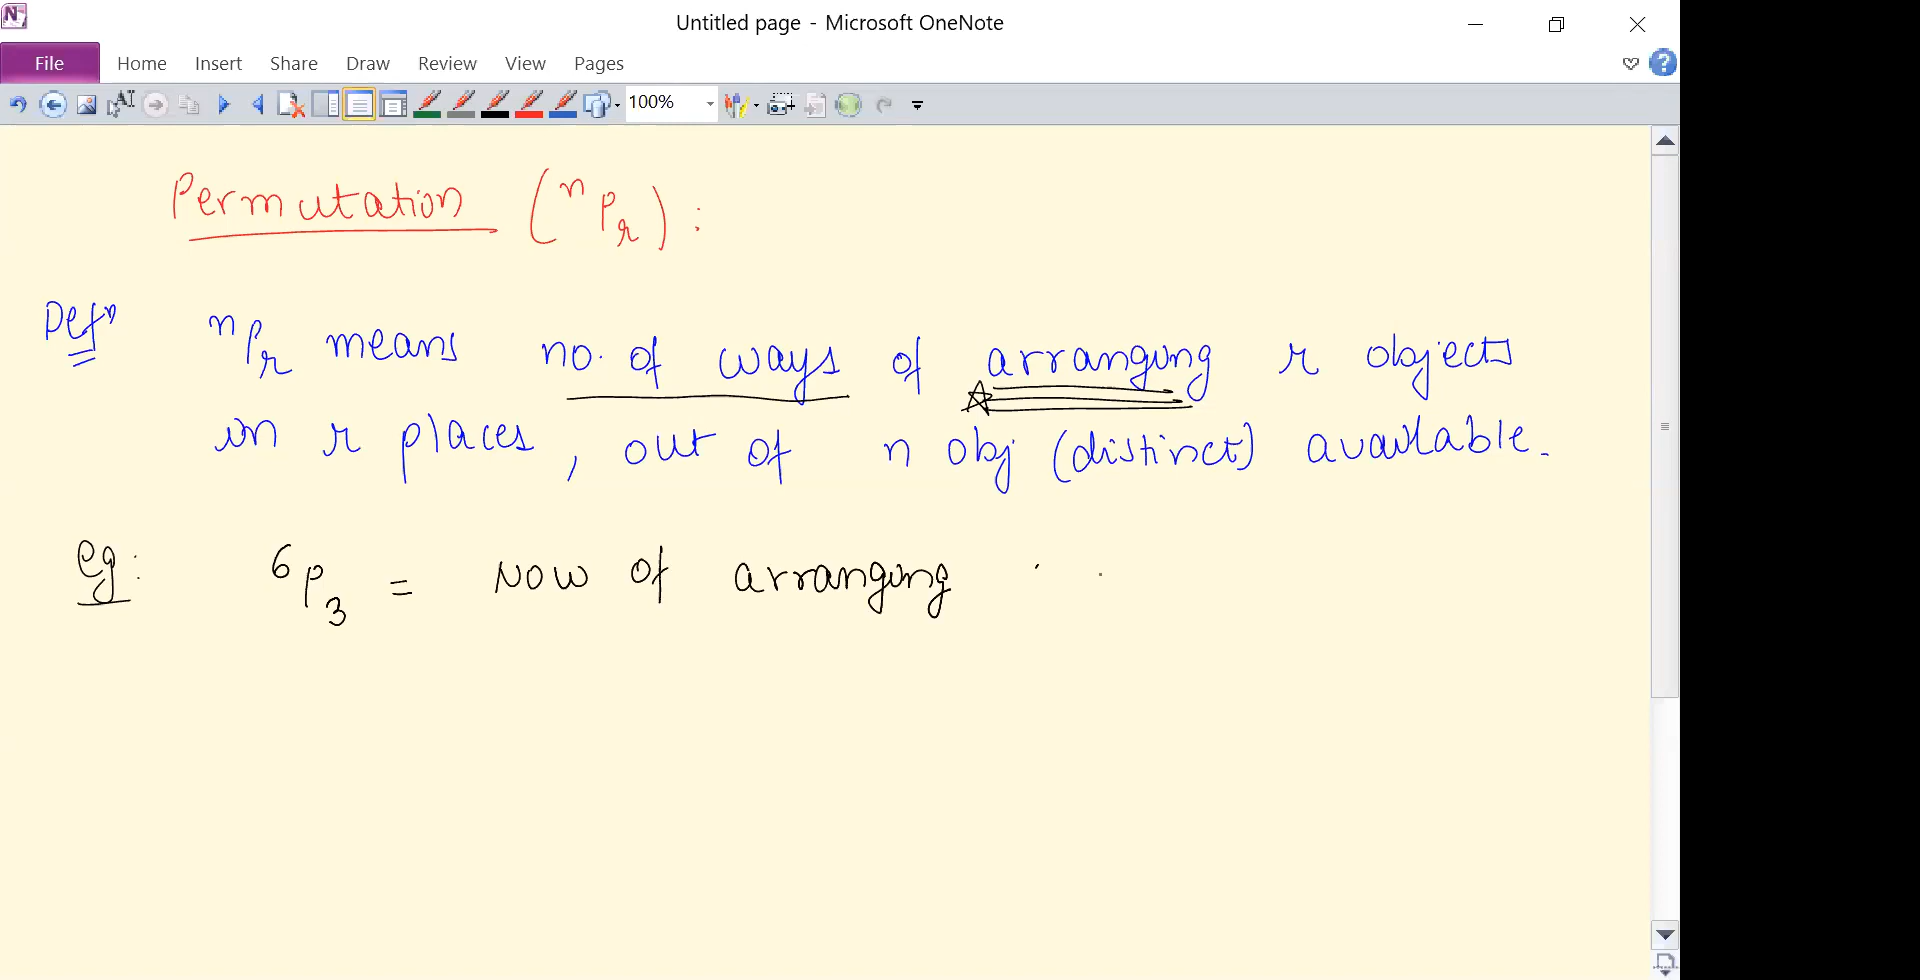 Untitled page - Microsoft OneNote
File Home Insert Share Draw Review View Pages
100%
Permutation (ⁿPᵣ) :
Defⁿ ⁿPᵣ means no. of ways of arranging r objects
in r places, out of n obj (distinct) available.
eg: ⁶P₃ = NOW of arranging